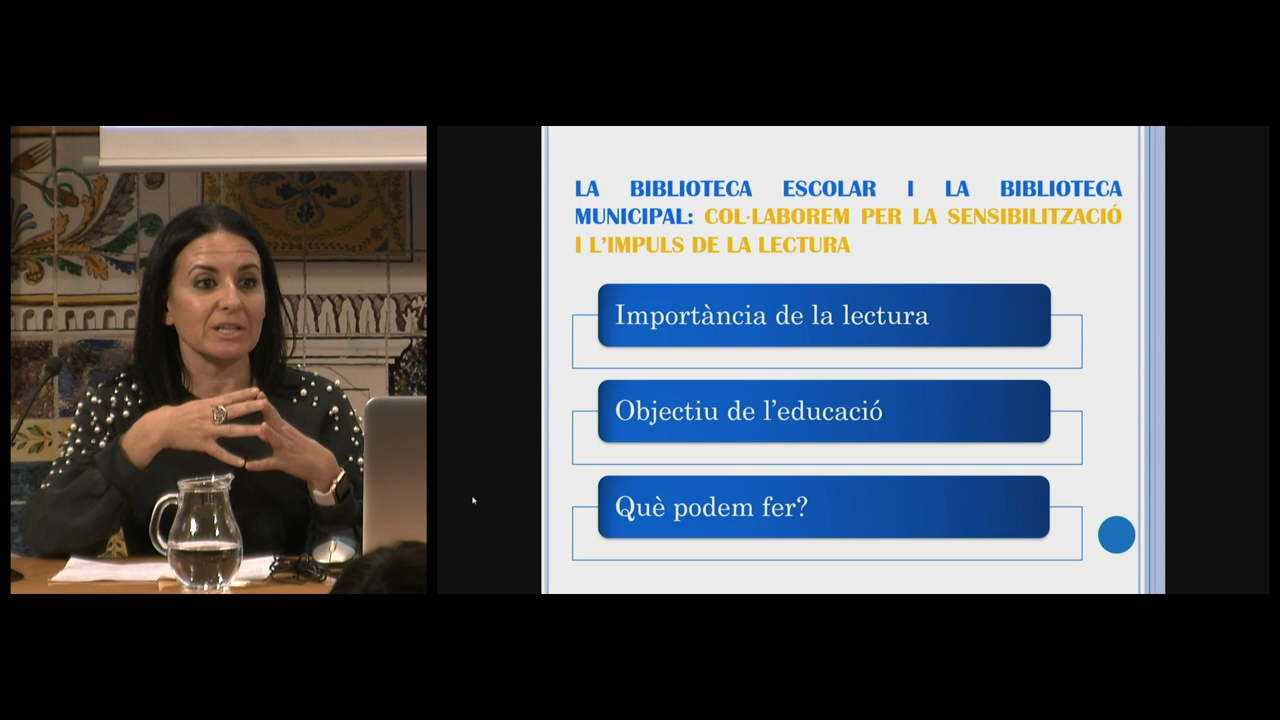 LA BIBLIOTECA ESCOLAR I LA BIBLIOTECA
MUNICIPAL: COL·LABOREM PER LA SENSIBILITZACIÓ
I L'IMPULS DE LA LECTURA
Importància de la lectura
Objectiu de l'educació
Què podem fer?